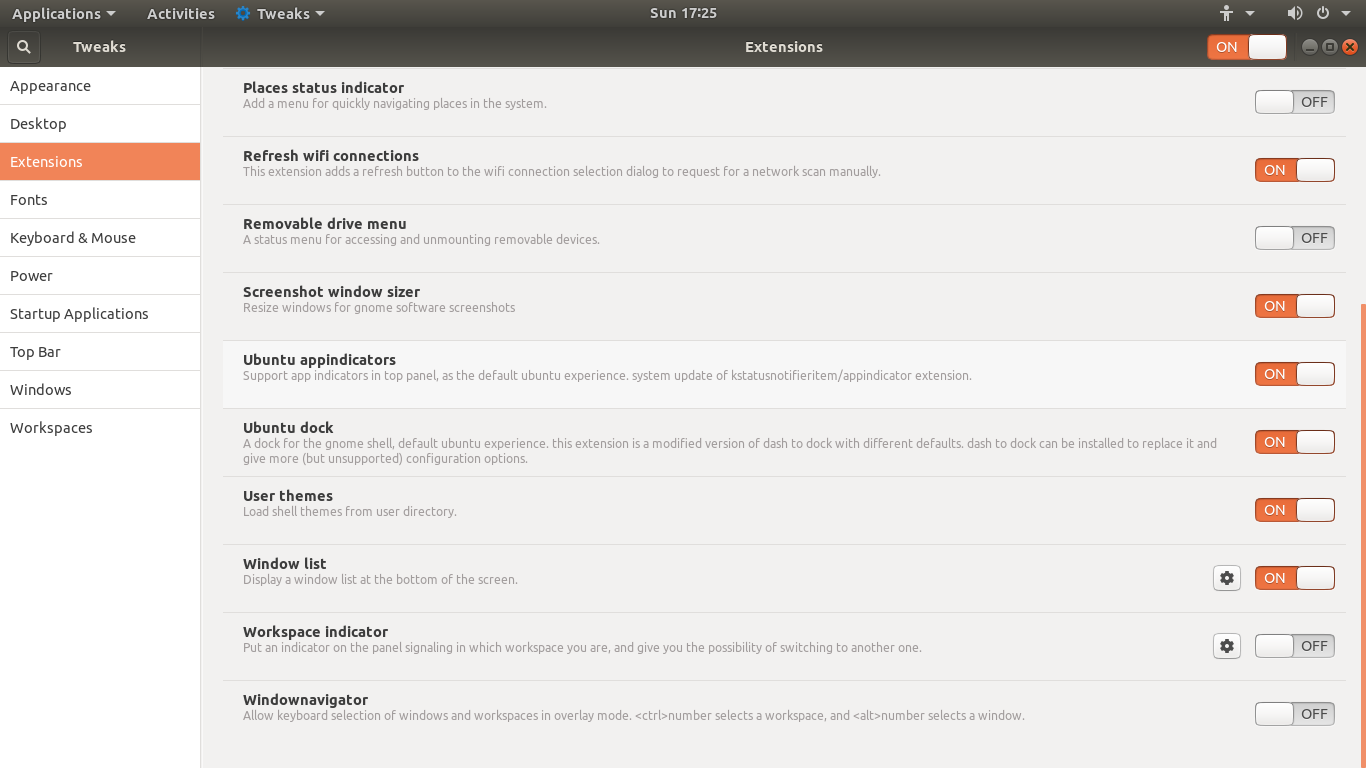 Applications Activities Tweaks Sun 17:25
Tweaks Extensions ON
Appearance
Desktop
Extensions
Fonts
Keyboard & Mouse
Power
Startup Applications
Top Bar
Windows
Workspaces
Places status indicator
Add a menu for quickly navigating places in the system.
OFF
Refresh wifi connections
This extension adds a refresh button to the wifi connection selection dialog to request for a network scan manually.
ON
Removable drive menu
A status menu for accessing and unmounting removable devices.
OFF
Screenshot window sizer
Resize windows for gnome software screenshots
ON
Ubuntu appindicators
Support app indicators in top panel, as the default ubuntu experience. system update of kstatusnotifieritem/appindicator extension.
ON
Ubuntu dock
A dock for the gnome shell, default ubuntu experience. this extension is a modified version of dash to dock with different defaults. dash to dock can be installed to replace it and
give more (but unsupported) configuration options.
ON
User themes
Load shell themes from user directory.
ON
Window list
Display a window list at the bottom of the screen.
ON
Workspace indicator
Put an indicator on the panel signaling in which workspace you are, and give you the possibility of switching to another one.
OFF
Windownavigator
Allow keyboard selection of windows and workspaces in overlay mode. <ctrl>number selects a workspace, and <alt>number selects a window.
OFF